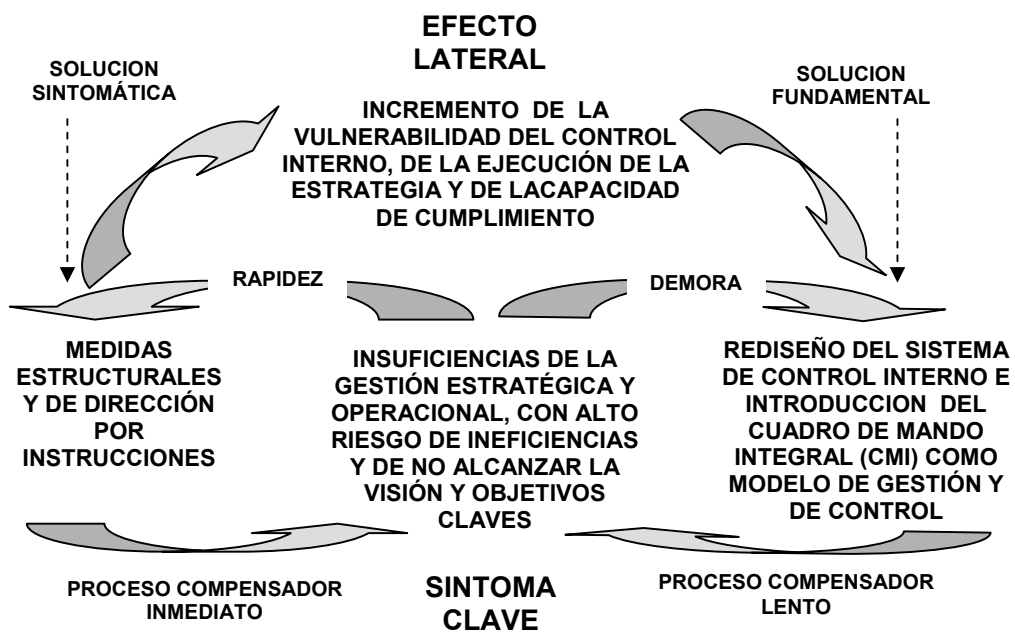 EFECTO
LATERAL
SOLUCION
SINTOMÁTICA
SOLUCION
FUNDAMENTAL
INCREMENTO DE LA
VULNERABILIDAD DEL CONTROL
INTERNO, DE LA EJECUCIÓN DE LA
ESTRATEGIA Y DE LACAPACIDAD
DE CUMPLIMIENTO
RAPIDEZ
DEMORA
MEDIDAS
ESTRUCTURALES
Y DE DIRECCIÓN
POR
INSTRUCCIONES
INSUFICIENCIAS DE LA
GESTIÓN ESTRATÉGICA Y
OPERACIONAL, CON ALTO
RIESGO DE INEFICIENCIAS
Y DE NO ALCANZAR LA
VISIÓN Y OBJETIVOS
CLAVES
REDISEÑO DEL SISTEMA
DE CONTROL INTERNO E
INTRODUCCION DEL
CUADRO DE MANDO
INTEGRAL (CMI) COMO
MODELO DE GESTIÓN Y
DE CONTROL
PROCESO COMPENSADOR
INMEDIATO
SINTOMA
CLAVE
PROCESO COMPENSADOR
LENTO